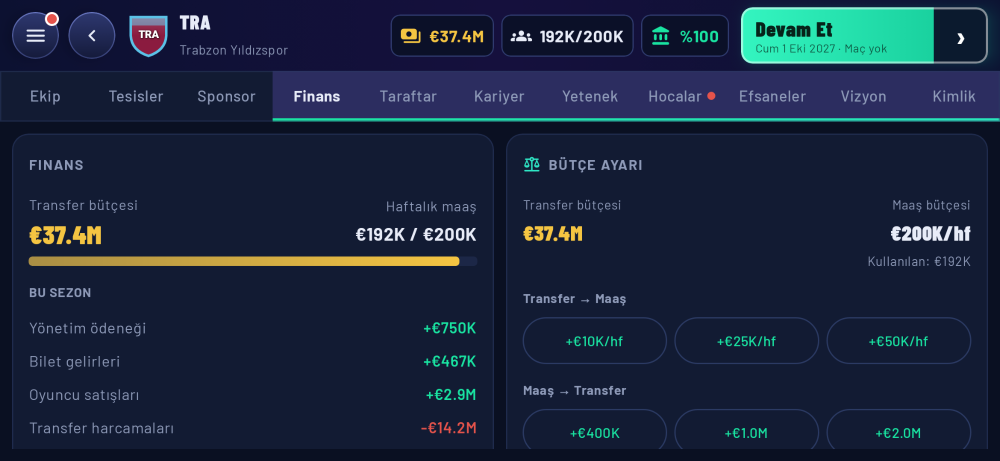 TRA
TRA
Trabzon Yıldızspor
€37.4M
192K/200K
%100
Devam Et
Cum 1 Eki 2027 · Maç yok
Ekip
Tesisler
Sponsor
Finans
Taraftar
Kariyer
Yetenek
Hocalar
Efsaneler
Vizyon
Kimlik
FINANS
Transfer bütçesi
Haftalık maaş
€37.4M
€192K / €200K
BU SEZON
Yönetim ödeneği
+€750K
Bilet gelirleri
+€467K
Oyuncu satışları
+€2.9M
Transfer harcamaları
-€14.2M
BÜTÇE AYARI
Transfer bütçesi
Maaş bütçesi
€37.4M
€200K/hf
Kullanılan: €192K
Transfer → Maaş
+€10K/hf
+€25K/hf
+€50K/hf
Maaş → Transfer
+€400K
+€1.0M
+€2.0M